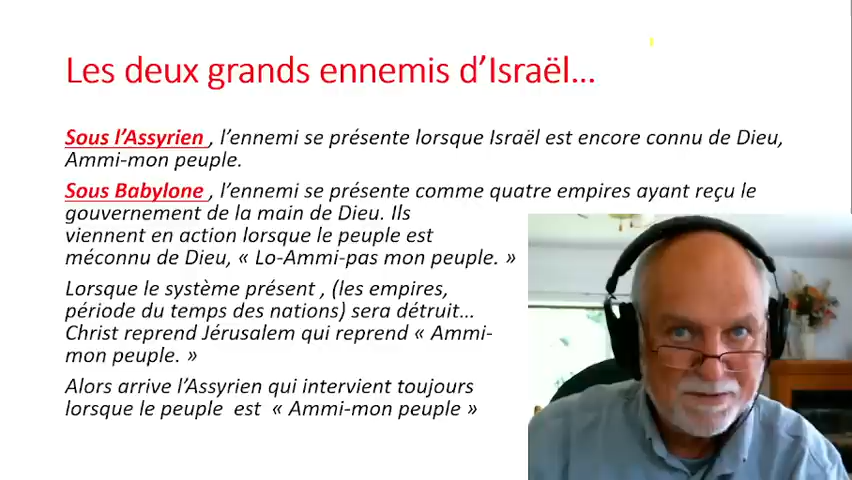 Les deux grands ennemis d’Israël…
Sous l’Assyrien , l’ennemi se présente lorsque Israël est encore connu de Dieu,
Ammi-mon peuple.
Sous Babylone , l’ennemi se présente comme quatre empires ayant reçu le
gouvernement de la main de Dieu. Ils
viennent en action lorsque le peuple est
méconnu de Dieu, « Lo-Ammi-pas mon peuple. »
Lorsque le système présent , (les empires,
période du temps des nations) sera détruit…
Christ reprend Jérusalem qui reprend « Ammi-
mon peuple. »
Alors arrive l’Assyrien qui intervient toujours
lorsque le peuple  est  « Ammi-mon peuple »